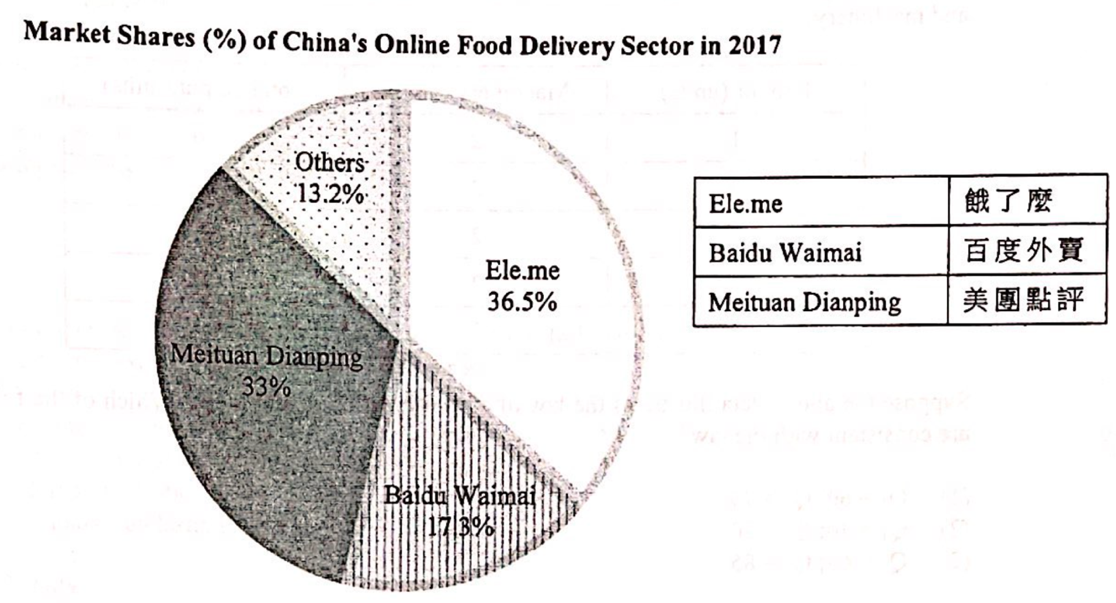 Market Shares (%) of China's Online Food Delivery Sector in 2017
Others
13.2%
Ele.me
36.5%
Meituan Dianping
33%
Baidu Waimai
17.3%
Ele.me 餓了麼
Baidu Waimai 百度外賣
Meituan Dianping 美團點評